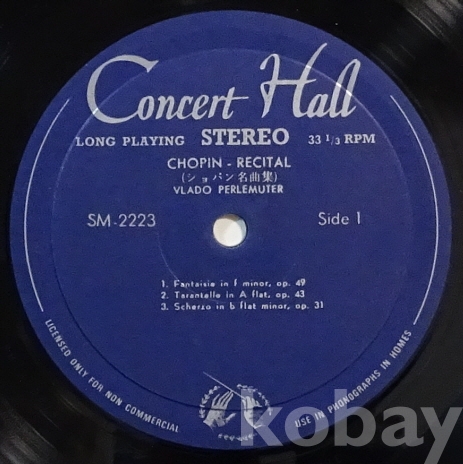 Concert Hall
LONG PLAYING STEREO 33 1/3 RPM
CHOPIN - RECITAL
(ショパン名曲集)
VLADO PERLEMUTER
SM-2223 Side 1
1. Fantaisie in f minor, op. 49
2. Tarantelle in A flat, op. 43
3. Scherzo in b flat minor, op. 31
LICENSED ONLY FOR NON COMMERCIAL
USE IN PHONOGRAPHS IN HOMES
kobay